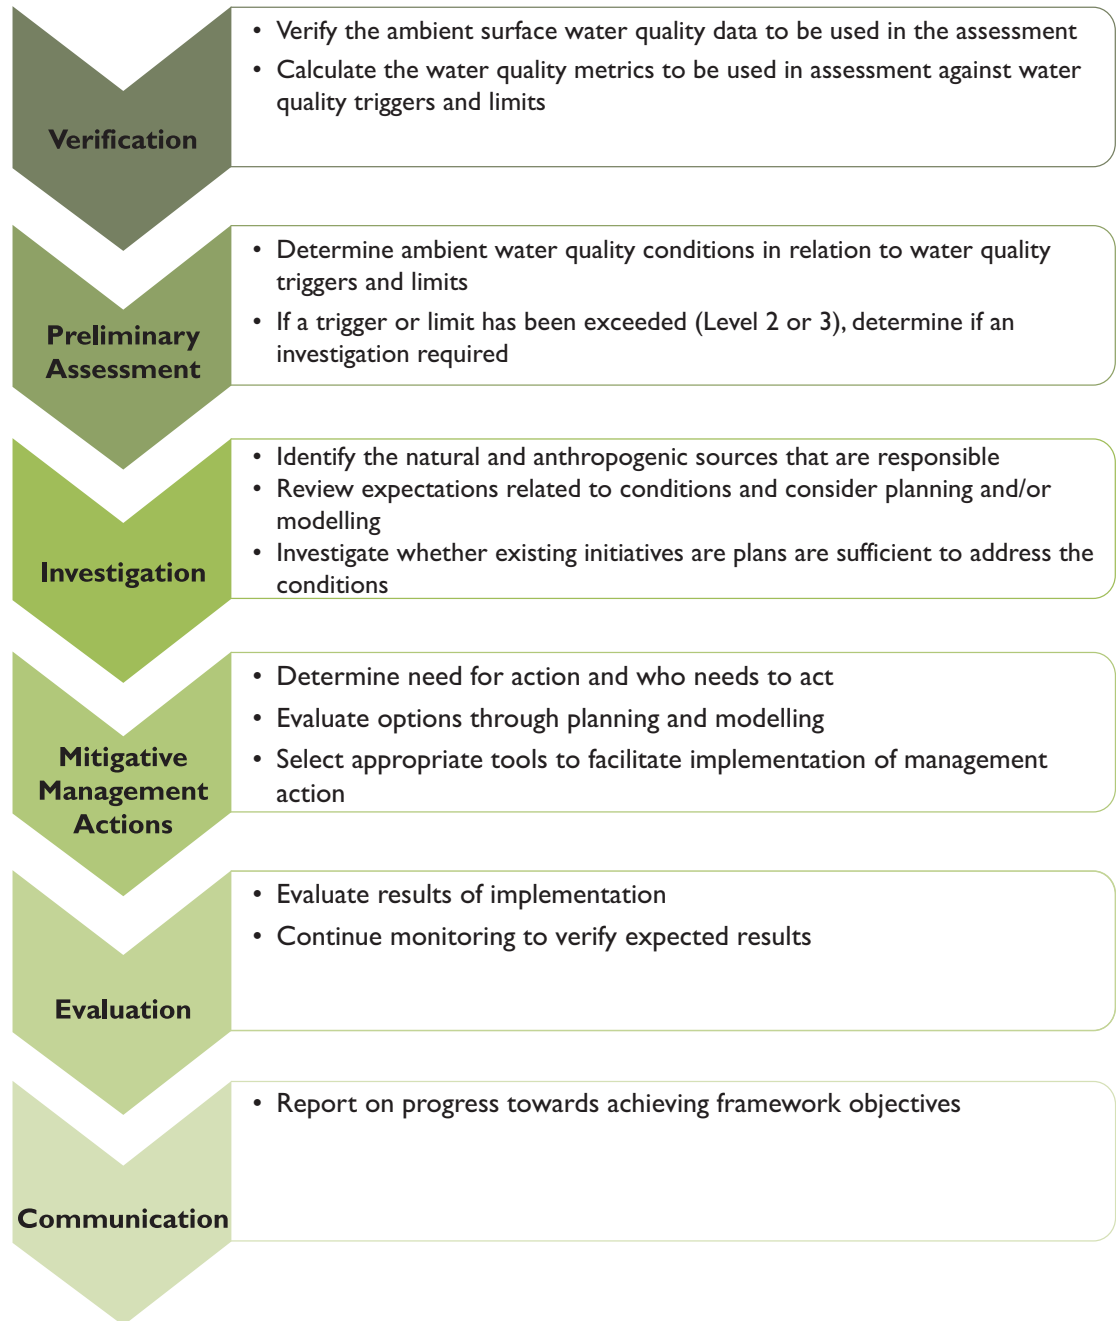 Verification
• Verify the ambient surface water quality data to be used in the assessment
• Calculate the water quality metrics to be used in assessment against water
quality triggers and limits
Preliminary
Assessment
• Determine ambient water quality conditions in relation to water quality
triggers and limits
• If a trigger or limit has been exceeded (Level 2 or 3), determine if an
investigation required
Investigation
• Identify the natural and anthropogenic sources that are responsible
• Review expectations related to conditions and consider planning and/or
modelling
• Investigate whether existing initiatives are plans are sufficient to address the
conditions
Mitigative
Management
Actions
• Determine need for action and who needs to act
• Evaluate options through planning and modelling
• Select appropriate tools to facilitate implementation of management
action
Evaluation
• Evaluate results of implementation
• Continue monitoring to verify expected results
Communication
• Report on progress towards achieving framework objectives